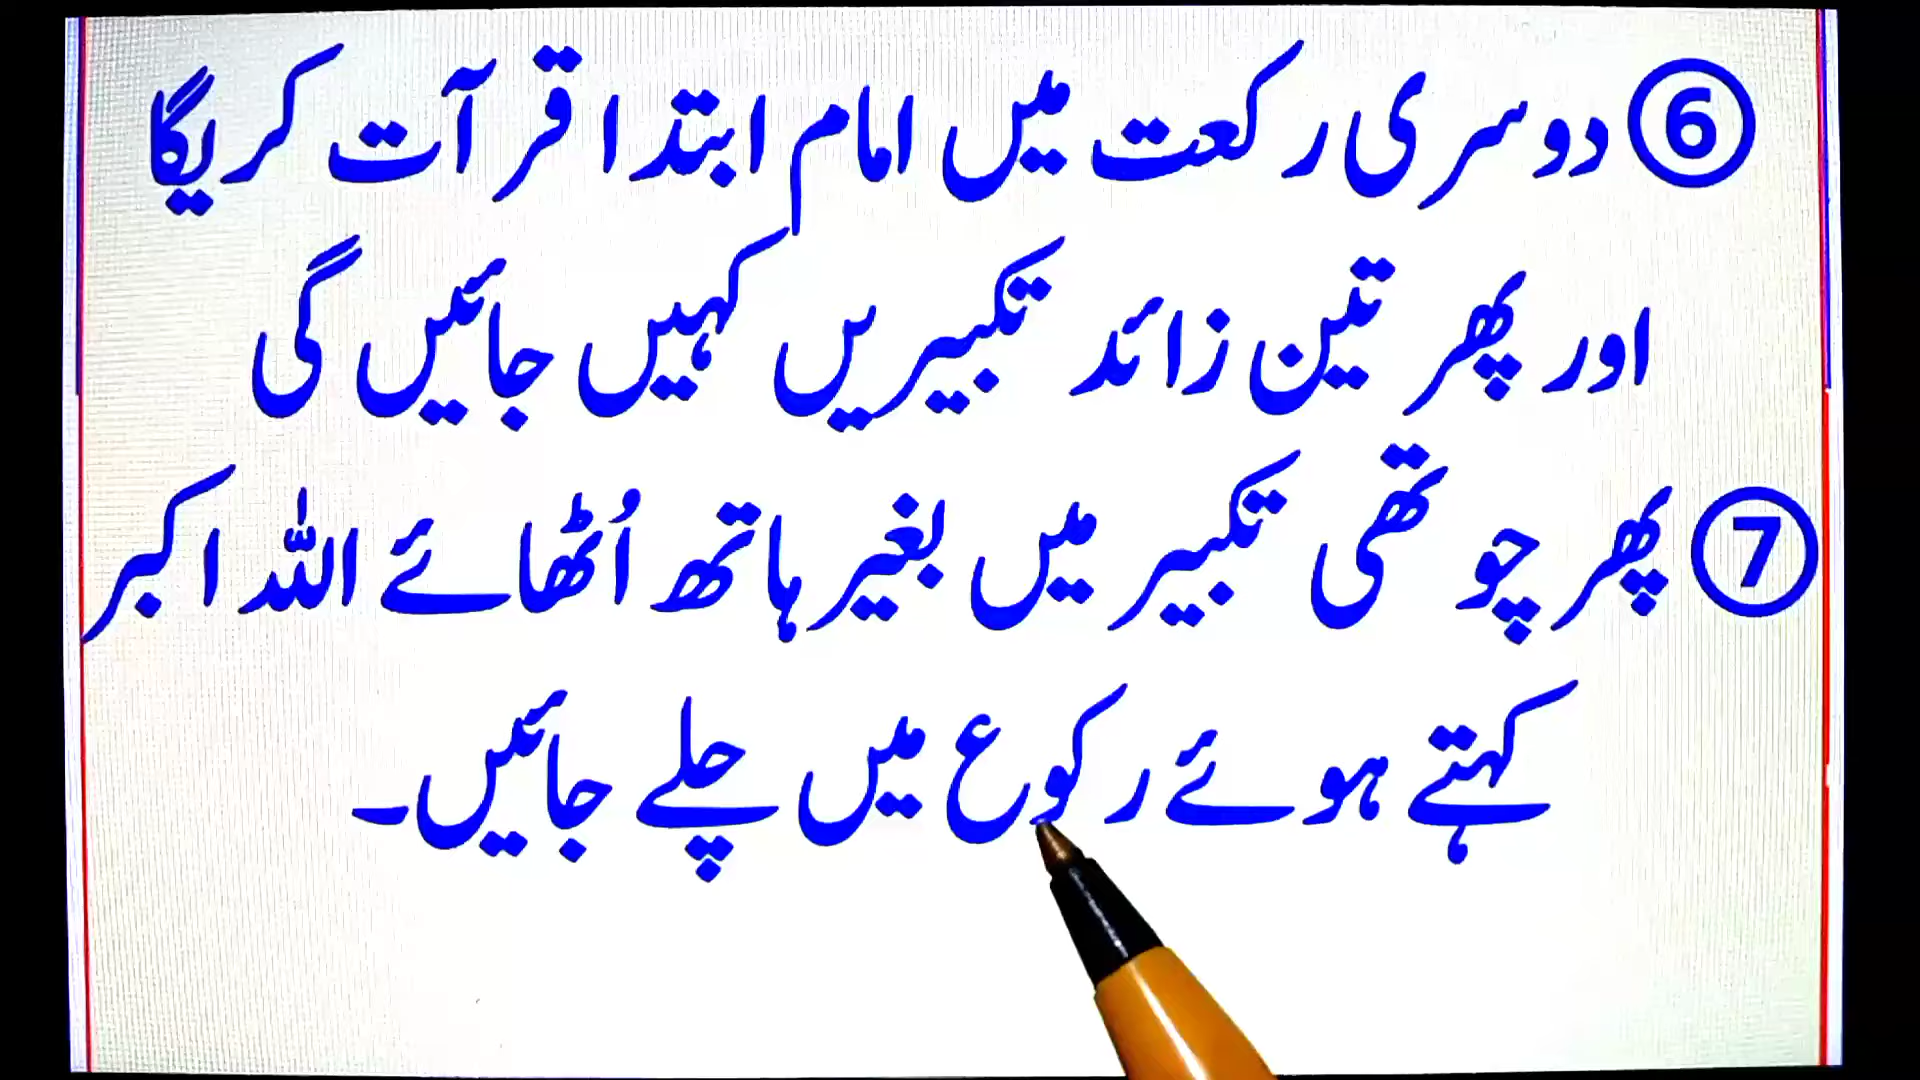 ⑥ دوسری رکعت میں امام ابتدا قرآت کریگا
اور پھر تین زائد تکبیریں کہیں جائیں گی
⑦ پھر چوتھی تکبیر میں بغیر ہاتھ اُٹھائے اللہ اکبر
کہتے ہوئے رکوع میں چلے جائیں۔